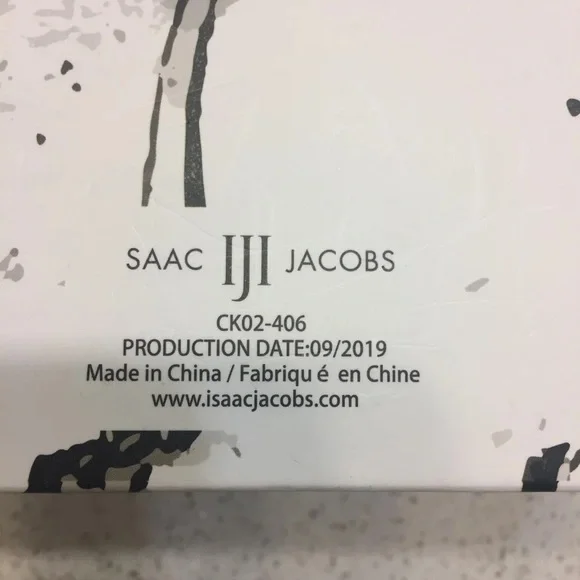 SAAC IJI JACOBS
CK02-406
PRODUCTION DATE:09/2019
Made in China / Fabriqu é en Chine
www.isaacjacobs.com